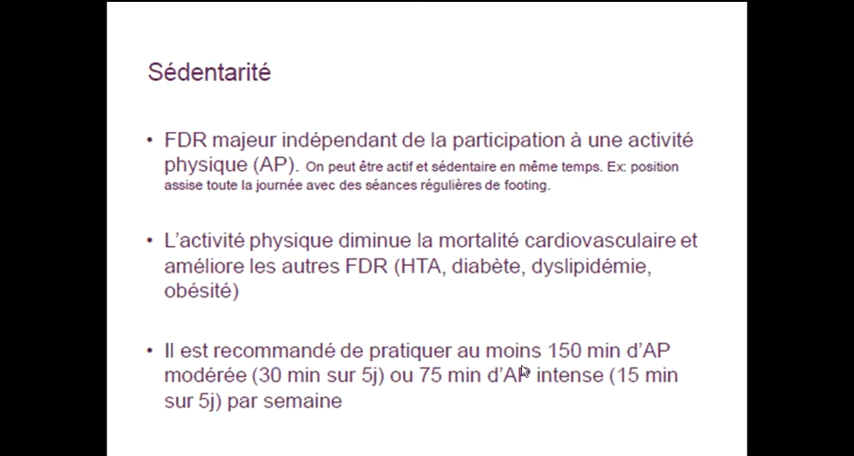 Sédentarité
• FDR majeur indépendant de la participation à une activité
physique (AP). On peut être actif et sédentaire en même temps. Ex: position
assise toute la journée avec des séances régulières de footing.
• L'activité physique diminue la mortalité cardiovasculaire et
améliore les autres FDR (HTA, diabète, dyslipidémie,
obésité)
• Il est recommandé de pratiquer au moins 150 min d'AP
modérée (30 min sur 5j) ou 75 min d'AP intense (15 min
sur 5j) par semaine